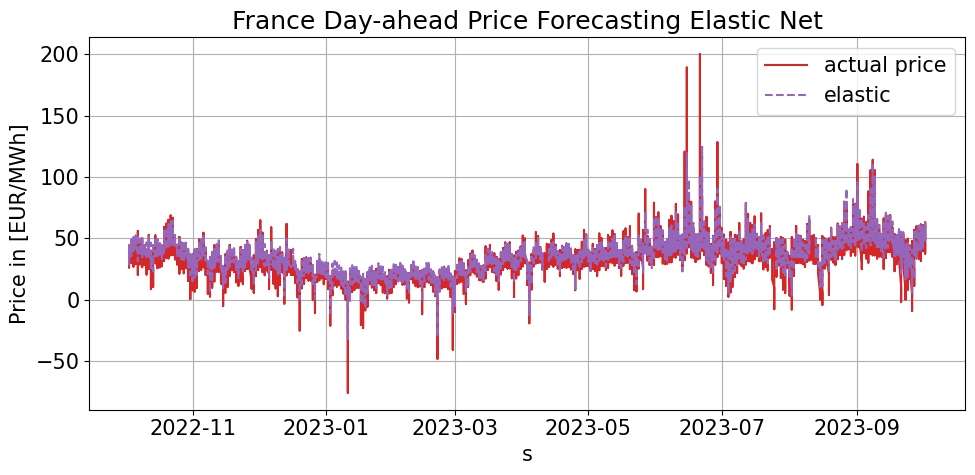 France Day-ahead Price Forecasting Elastic Net
Price in [EUR/MWh]
200
150
100
50
0
−50
actual price
elastic
2022-11 2023-01 2023-03 2023-05 2023-07 2023-09
s